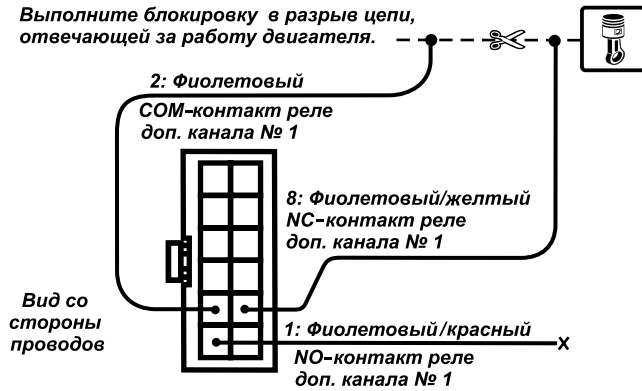 Выполните блокировку в разрыв цепи,
отвечающей за работу двигателя.
2: Фиолетовый
COM-контакт реле
доп. канала № 1
8: Фиолетовый/желтый
NC-контакт реле
доп. канала № 1
Вид со
стороны
проводов
1: Фиолетовый/красный
X
NO-контакт реле
доп. канала № 1